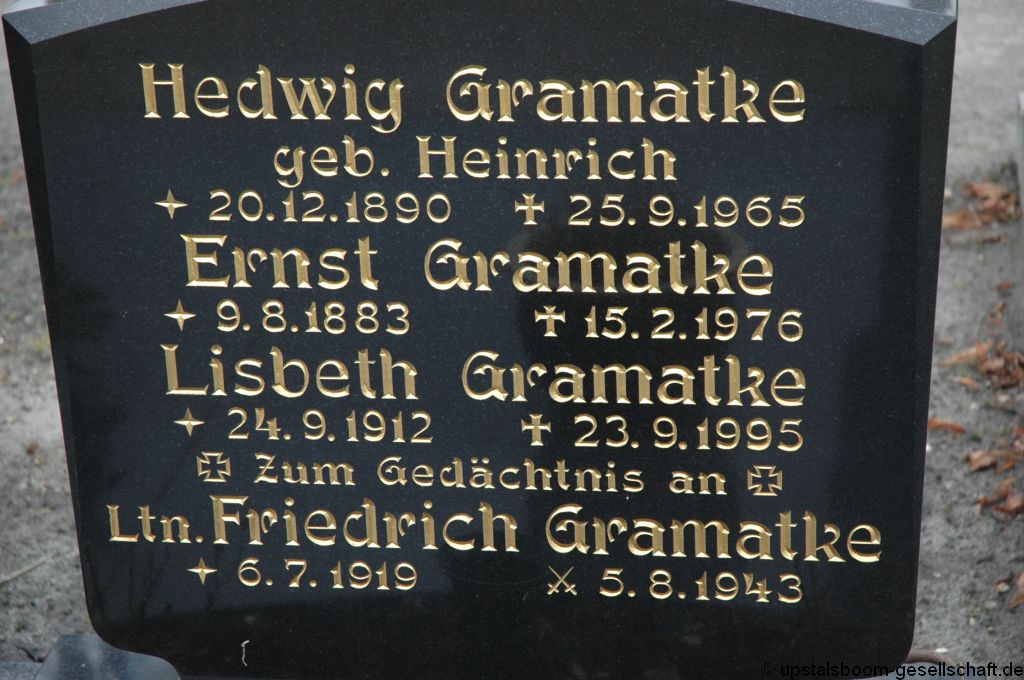 Hedwig Gramatke
geb. Heinrich
✦ 20.12.1890 ✝ 25.9.1965
Ernst Gramatke
✦ 9.8.1883 ✝ 15.2.1976
Lisbeth Gramatke
✦ 24.9.1912 ✝ 23.9.1995
✠ Zum Gedächtnis an ✠
Ltn. Friedrich Gramatke
✦ 6.7.1919 ⚔ 5.8.1943
© upstalsboom-gesellschaft.de